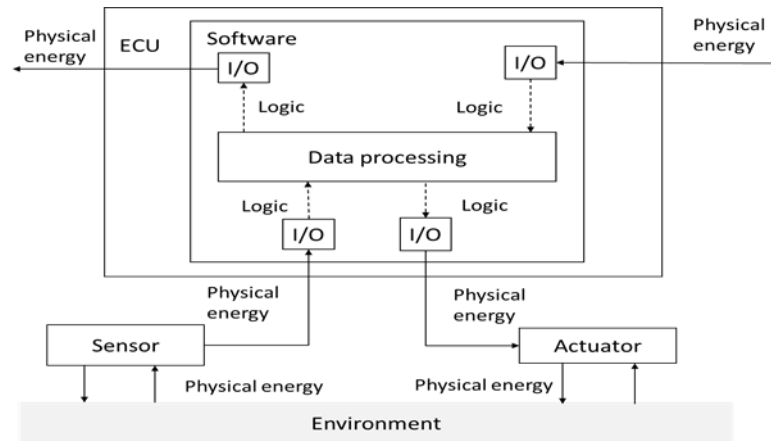 Physical
energy
ECU
Software
Physical
energy
I/O
I/O
Logic
Logic
Data processing
Logic
Logic
I/O
I/O
Physical
energy
Physical
energy
Sensor
Actuator
Physical energy
Physical energy
Environment